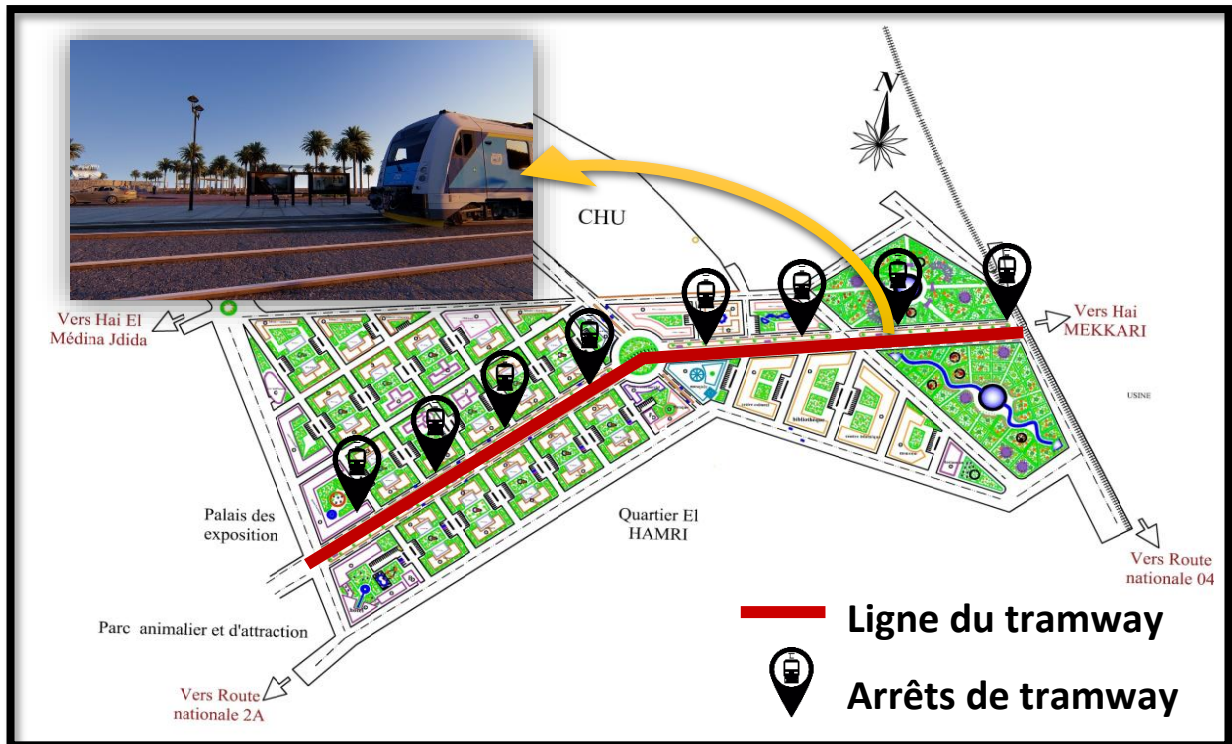 N
CHU
Vers Hai El
Médina Jdida
Vers Hai
MEKKARI
USINE
bibliothèque
Palais des
exposition
Quartier El
HAMRI
Vers Route
nationale 04
Parc animalier et d'attraction
Vers Route
nationale 2A
Ligne du tramway
Arrêts de tramway